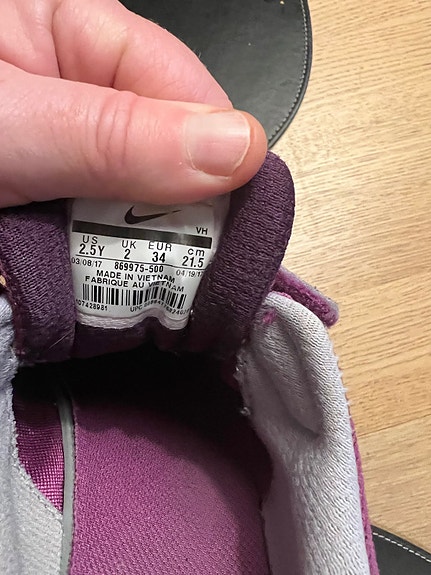 VH
US UK EUR cm
2.5Y 2 34 21.5
03/08/17 869975-500 04/19/17
MADE IN VIETNAM
FABRIQUE AU VIETNAM
UPC